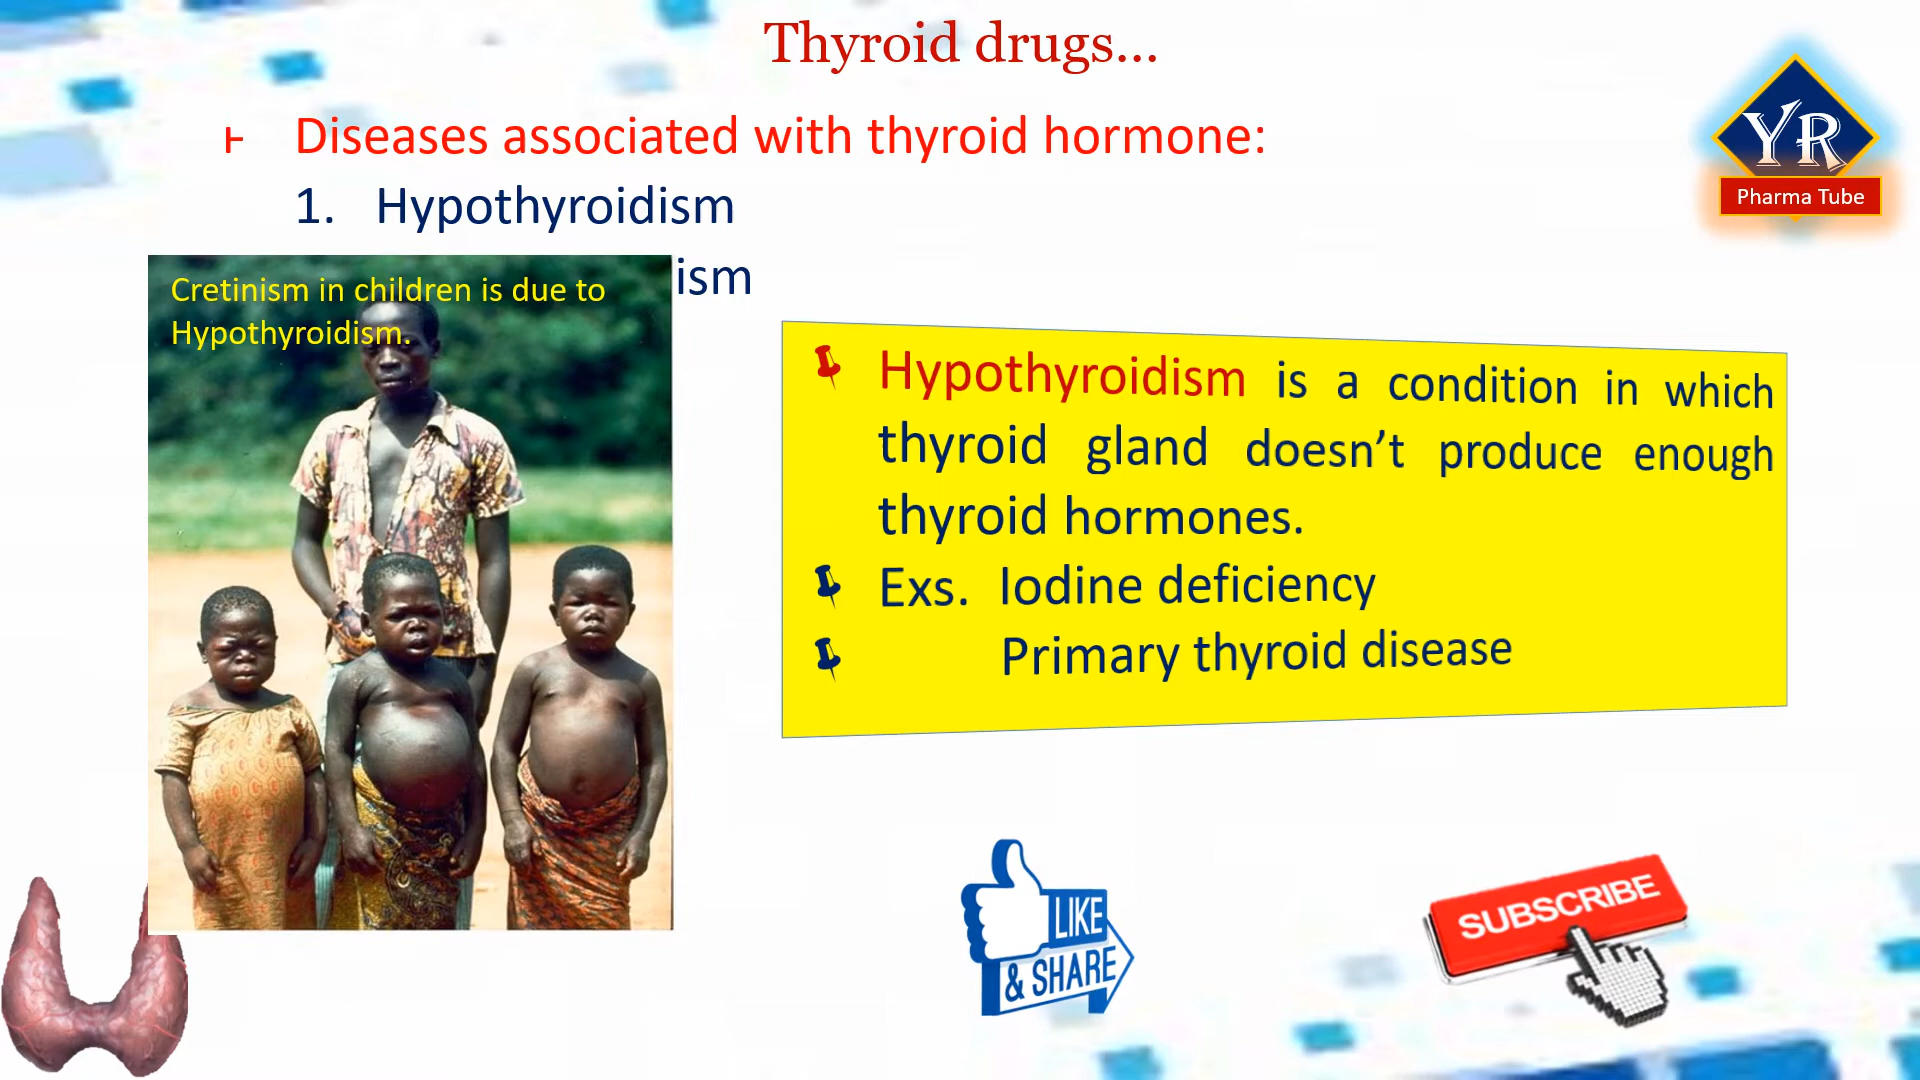 Thyroid drugs...
Diseases associated with thyroid hormone:
1. Hypothyroidism
ism
Cretinism in children is due to
Hypothyroidism.
Hypothyroidism is a condition in which
thyroid gland doesn’t produce enough
thyroid hormones.
Exs. Iodine deficiency
Primary thyroid disease
YR
Pharma Tube
LIKE
& SHARE
SUBSCRIBE